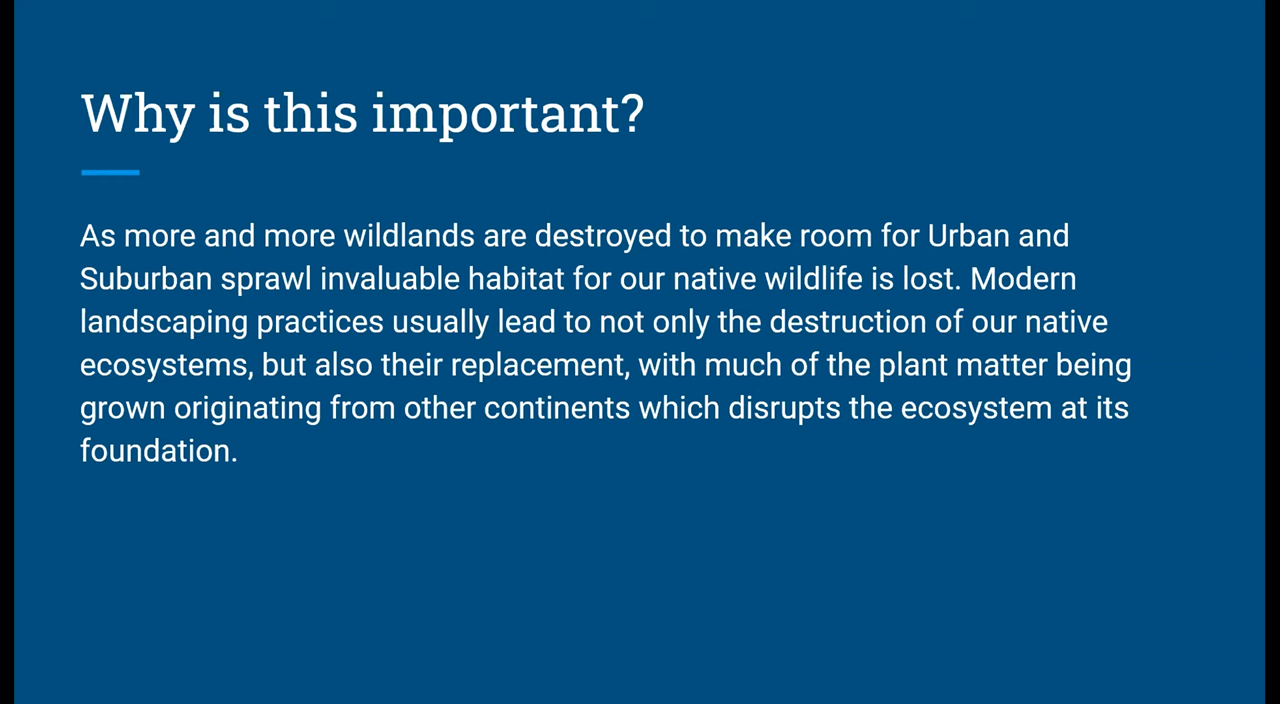 Why is this important?
As more and more wildlands are destroyed to make room for Urban and
Suburban sprawl invaluable habitat for our native wildlife is lost. Modern
landscaping practices usually lead to not only the destruction of our native
ecosystems, but also their replacement, with much of the plant matter being
grown originating from other continents which disrupts the ecosystem at its
foundation.